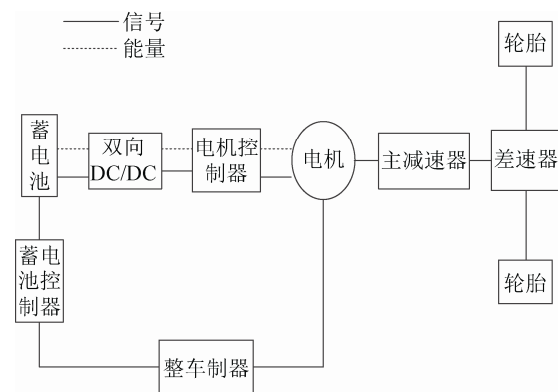 信号
能量
轮胎
蓄
电
池
双向
DC/DC
电机控
制器
电机
主减速器
差速器
蓄电
池控
制器
轮胎
整车制器